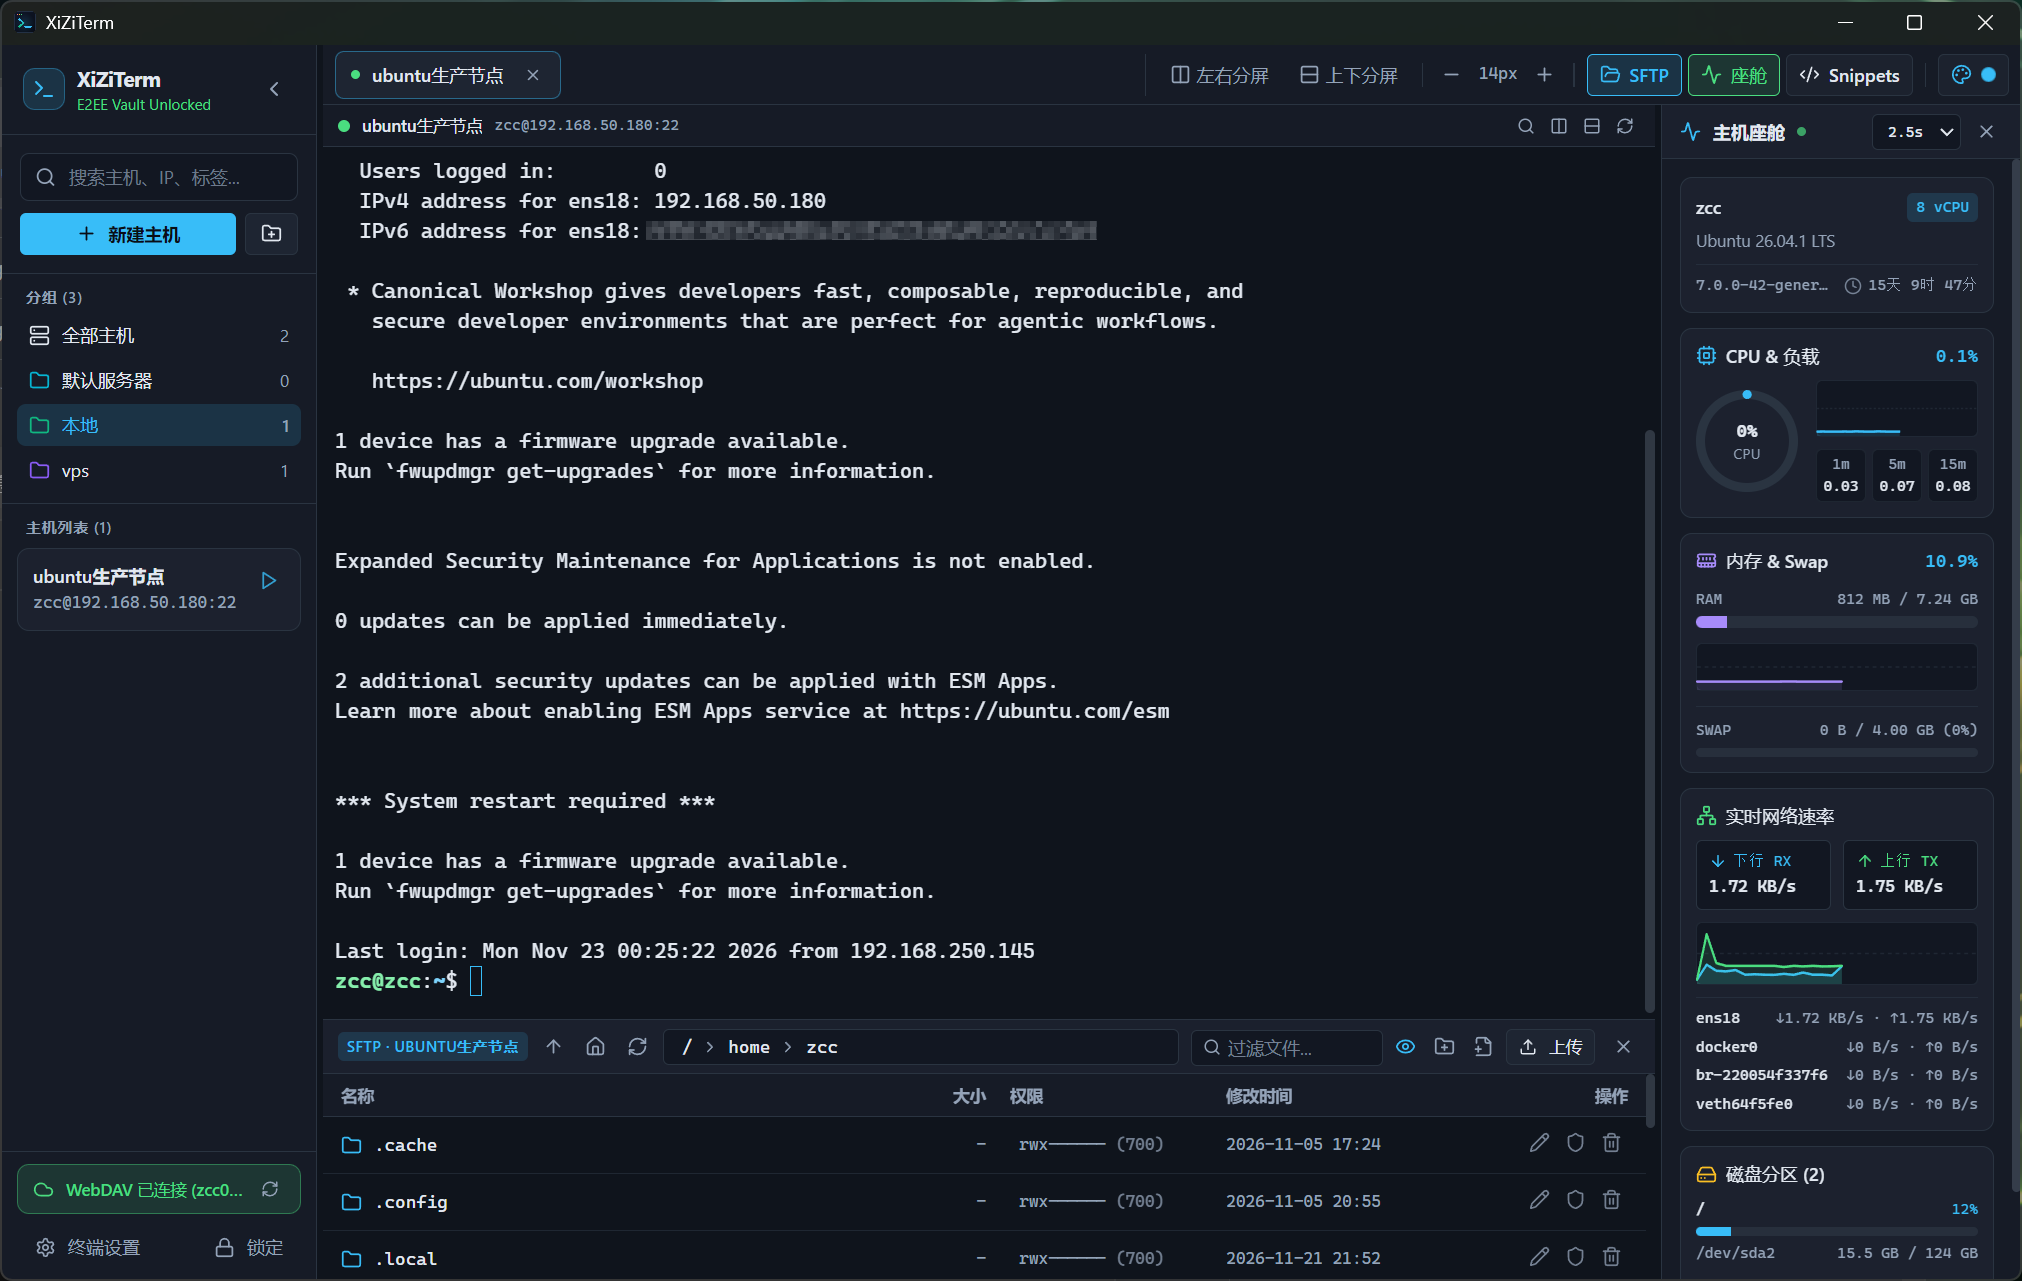 XiZiTerm
XiZiTerm
E2EE Vault Unlocked
搜索主机、IP、标签...
新建主机
分组 (3)
全部主机 2
默认服务器 0
本地 1
vps 1
主机列表 (1)
ubuntu生产节点
zcc@192.168.50.180:22
WebDAV 已连接 (zcc0...
终端设置 锁定
ubuntu生产节点
左右分屏 上下分屏 14px SFTP 座舱 Snippets
ubuntu生产节点 zcc@192.168.50.180:22
Users logged in: 0
IPv4 address for ens18: 192.168.50.180
IPv6 address for ens18:
* Canonical Workshop gives developers fast, composable, reproducible, and
secure developer environments that are perfect for agentic workflows.
https://ubuntu.com/workshop
1 device has a firmware upgrade available.
Run `fwupdmgr get-upgrades` for more information.
Expanded Security Maintenance for Applications is not enabled.
0 updates can be applied immediately.
2 additional security updates can be applied with ESM Apps.
Learn more about enabling ESM Apps service at https://ubuntu.com/esm
*** System restart required ***
1 device has a firmware upgrade available.
Run `fwupdmgr get-upgrades` for more information.
Last login: Mon Nov 23 00:25:22 2026 from 192.168.250.145
zcc@zcc:~$
SFTP · UBUNTU生产节点 / > home > zcc 过滤文件... 上传
名称 大小 权限 修改时间 操作
.cache - rwx------ (700) 2026-11-05 17:24
.config - rwx------ (700) 2026-11-05 20:55
.local - rwx------ (700) 2026-11-21 21:52
主机座舱 2.5s
zcc 8 vCPU
Ubuntu 26.04.1 LTS
7.0.0-42-gener… 15天 9时 47分
CPU & 负载 0.1%
0%
CPU
1m 5m 15m
0.03 0.07 0.08
内存 & Swap 10.9%
RAM 812 MB / 7.24 GB
SWAP 0 B / 4.00 GB (0%)
实时网络速率
↓ 下行 RX ↑ 上行 TX
1.72 KB/s 1.75 KB/s
ens18 ↓1.72 KB/s · ↑1.75 KB/s
docker0 ↓0 B/s · ↑0 B/s
br-220054f337f6 ↓0 B/s · ↑0 B/s
veth64f5fe0 ↓0 B/s · ↑0 B/s
磁盘分区 (2)
/ 12%
/dev/sda2 15.5 GB / 124 GB